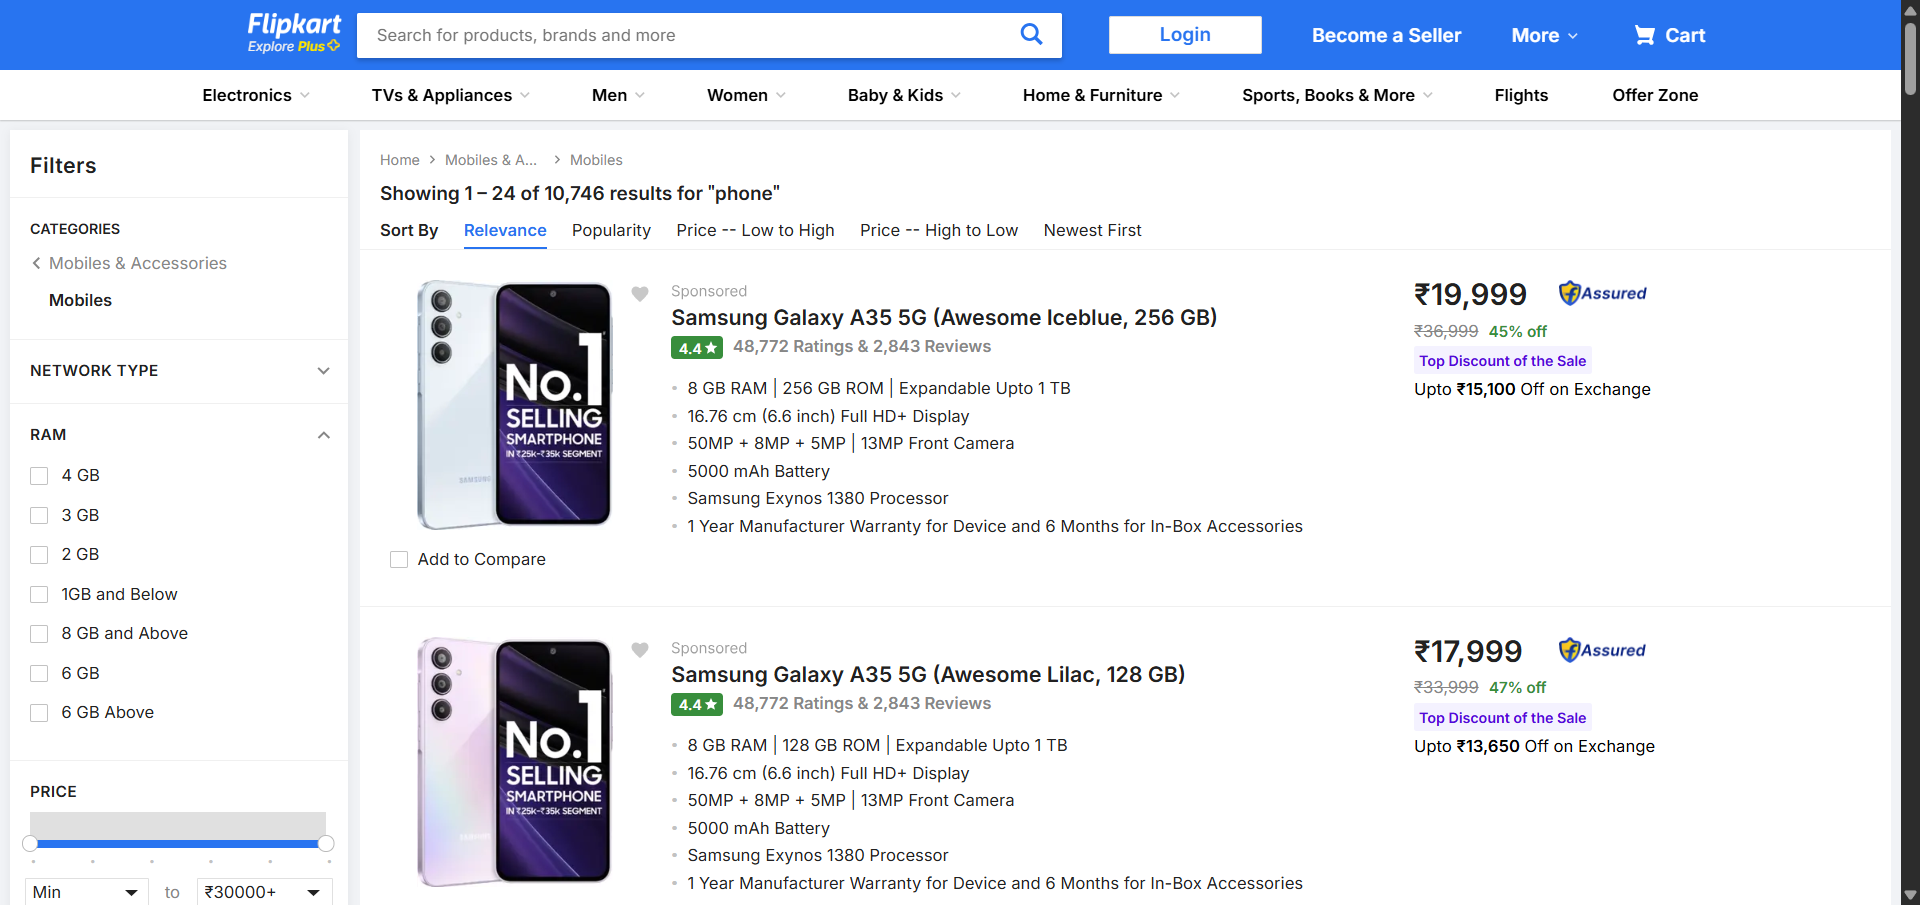 Flipkart
Explore Plus
Search for products, brands and more
Login
Become a Seller
More
Cart
Electronics
TVs & Appliances
Men
Women
Baby & Kids
Home & Furniture
Sports, Books & More
Flights
Offer Zone
Filters
CATEGORIES
Mobiles & Accessories
Mobiles
NETWORK TYPE
RAM
4 GB
3 GB
2 GB
1GB and Below
8 GB and Above
6 GB
6 GB Above
PRICE
Min
to
₹30000+
Home
Mobiles & A...
Mobiles
Showing 1 – 24 of 10,746 results for "phone"
Sort By
Relevance
Popularity
Price -- Low to High
Price -- High to Low
Newest First
No.1
SELLING
SMARTPHONE
IN ₹25K-₹35K SEGMENT
SAMSUNG
Add to Compare
Sponsored
Samsung Galaxy A35 5G (Awesome Iceblue, 256 GB)
4.4★ 48,772 Ratings & 2,843 Reviews
8 GB RAM | 256 GB ROM | Expandable Upto 1 TB
16.76 cm (6.6 inch) Full HD+ Display
50MP + 8MP + 5MP | 13MP Front Camera
5000 mAh Battery
Samsung Exynos 1380 Processor
1 Year Manufacturer Warranty for Device and 6 Months for In-Box Accessories
₹19,999
Assured
₹36,999 45% off
Top Discount of the Sale
Upto ₹15,100 Off on Exchange
No.1
SELLING
SMARTPHONE
IN ₹25K-₹35K SEGMENT
SAMSUNG
Sponsored
Samsung Galaxy A35 5G (Awesome Lilac, 128 GB)
4.4★ 48,772 Ratings & 2,843 Reviews
8 GB RAM | 128 GB ROM | Expandable Upto 1 TB
16.76 cm (6.6 inch) Full HD+ Display
50MP + 8MP + 5MP | 13MP Front Camera
5000 mAh Battery
Samsung Exynos 1380 Processor
1 Year Manufacturer Warranty for Device and 6 Months for In-Box Accessories
₹17,999
Assured
₹33,999 47% off
Top Discount of the Sale
Upto ₹13,650 Off on Exchange